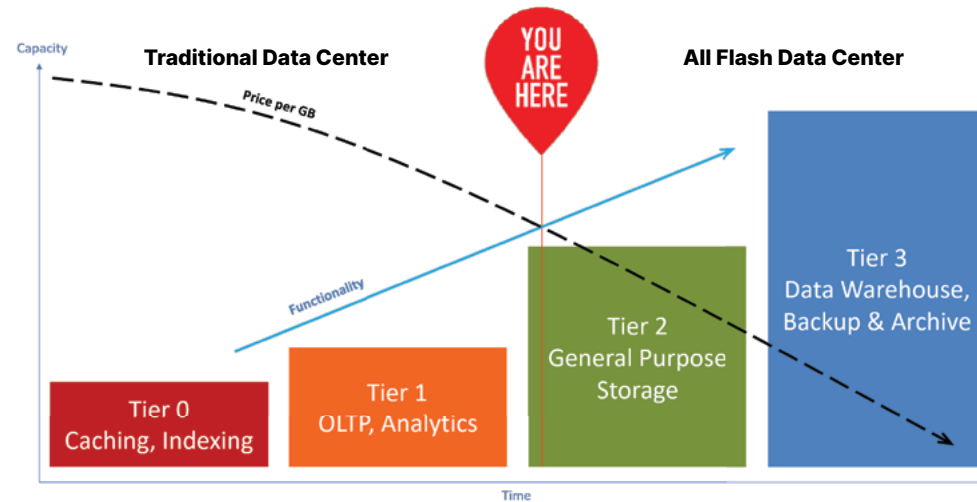 Capacity
Traditional Data Center
YOU
ARE
HERE
All Flash Data Center
Price per GB
Functionality
Tier 0
Caching, Indexing
Tier 1
OLTP, Analytics
Tier 2
General Purpose
Storage
Tier 3
Data Warehouse,
Backup & Archive
Time